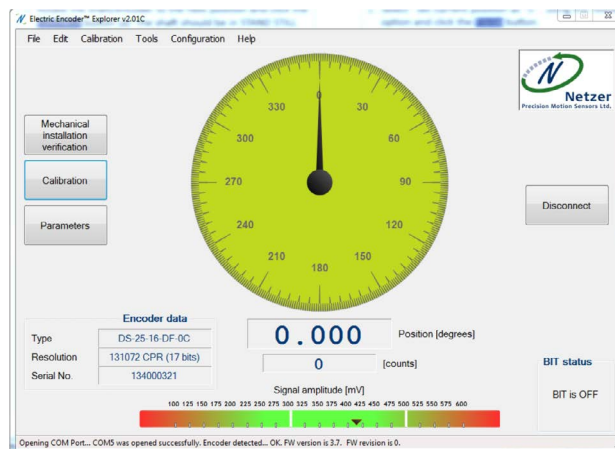 Electric Encoder™ Explorer v2.01C
File Edit Calibration Tools Configuration Help
Mechanical
installation
verification
Calibration
Parameters
0
30
60
90
120
150
180
210
240
270
300
330
Netzer
Precision Motion Sensors Ltd.
Disconnect
Encoder data
Type DS-25-16-DF-0C
Resolution 131072 CPR (17 bits)
Serial No. 134000321
0.000 Position [degrees]
0 [counts]
BIT status
BIT is OFF
Signal amplitude [mV]
100 125 150 175 200 225 250 275 300 325 350 375 400 425 450 475 500 525 550 575 600
Opening COM Port... COM5 was opened successfully. Encoder detected... OK. FW version is 3.7. FW revision is 0.